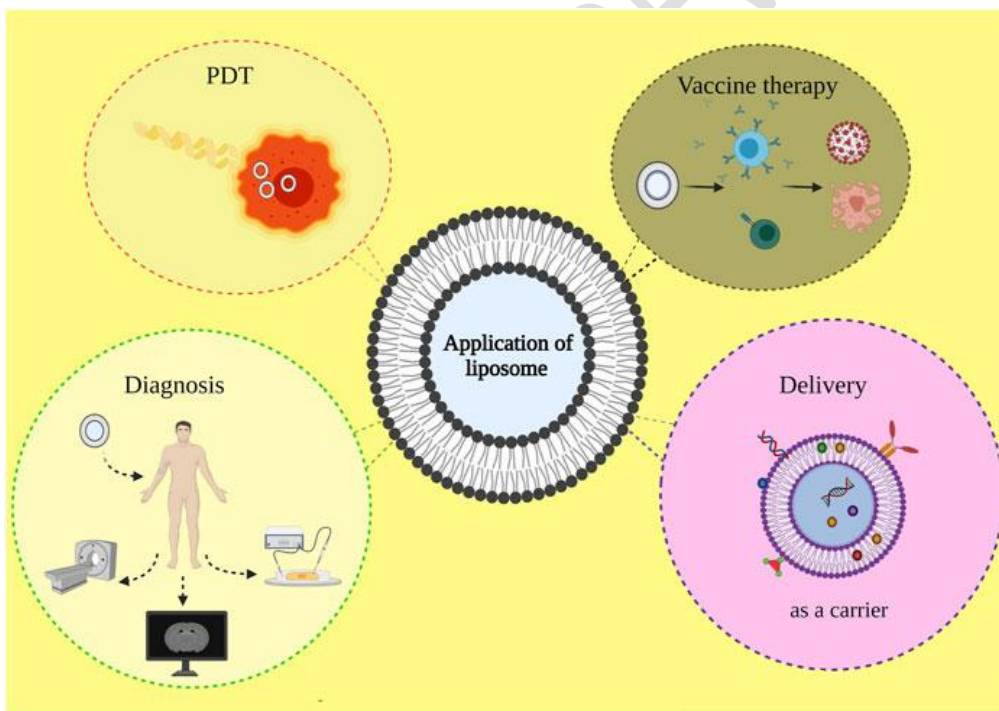 PDT
Vaccine therapy
Application of
liposome
Diagnosis
Delivery
as a carrier